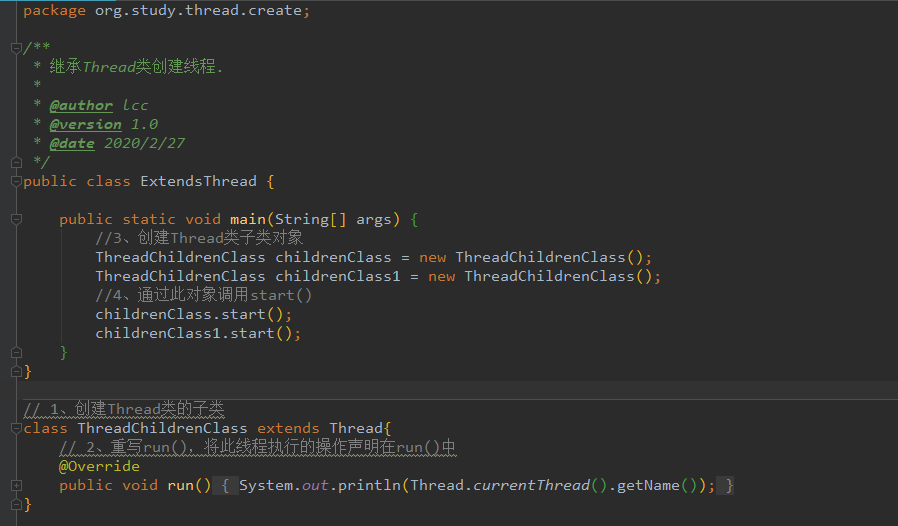 package org.study.thread.create;
/**
 * 继承Thread类创建线程.
 *
 * @author lcc
 * @version 1.0
 * @date 2020/2/27
 */
public class ExtendsThread {
    public static void main(String[] args) {
        //3、创建Thread类子类对象
        ThreadChildrenClass childrenClass = new ThreadChildrenClass();
        ThreadChildrenClass childrenClass1 = new ThreadChildrenClass();
        //4、通过此对象调用start()
        childrenClass.start();
        childrenClass1.start();
    }
}
// 1、创建Thread类的子类
class ThreadChildrenClass extends Thread{
    // 2、重写run()，将此线程执行的操作声明在run()中
    @Override
    public void run() { System.out.println(Thread.currentThread().getName()); }
}